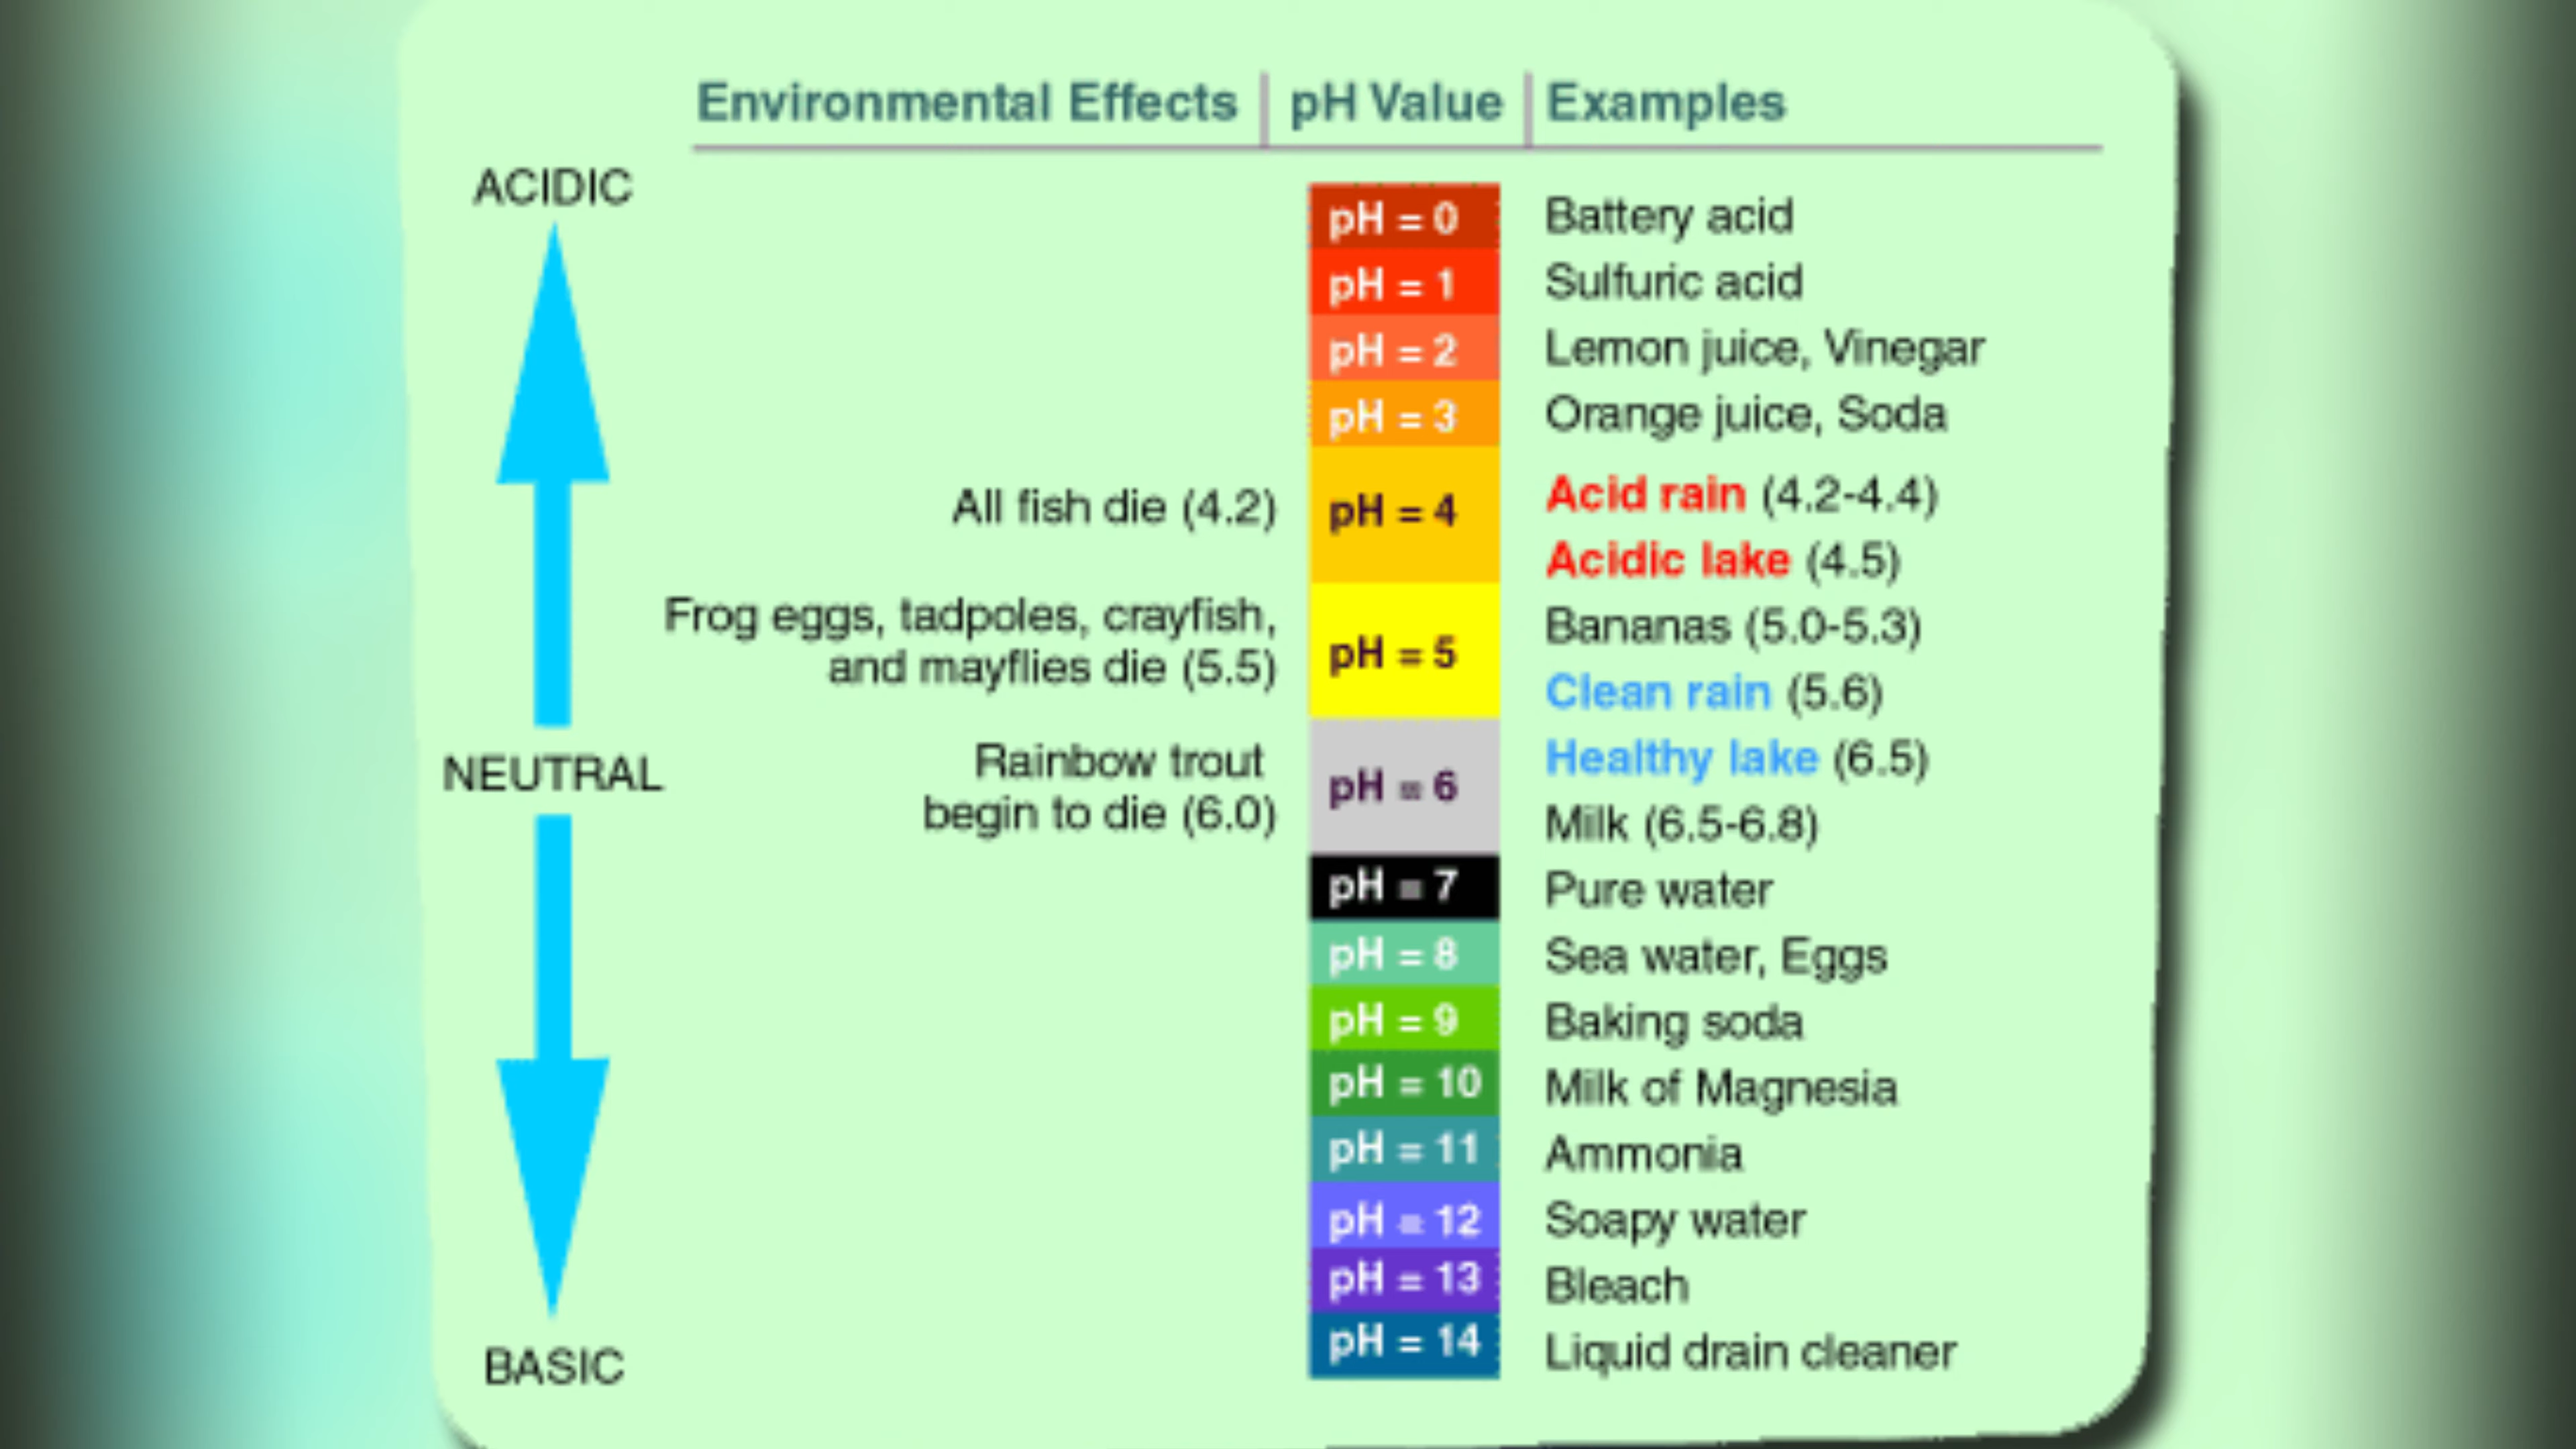 Environmental Effects | pH Value | Examples
ACIDIC
pH = 0 Battery acid
pH = 1 Sulfuric acid
pH = 2 Lemon juice, Vinegar
pH = 3 Orange juice, Soda
All fish die (4.2) pH = 4 Acid rain (4.2-4.4)
Acidic lake (4.5)
Frog eggs, tadpoles, crayfish,
and mayflies die (5.5) pH = 5 Bananas (5.0-5.3)
Clean rain (5.6)
NEUTRAL
Rainbow trout
begin to die (6.0) pH = 6 Healthy lake (6.5)
Milk (6.5-6.8)
pH = 7 Pure water
pH = 8 Sea water, Eggs
pH = 9 Baking soda
pH = 10 Milk of Magnesia
pH = 11 Ammonia
pH = 12 Soapy water
pH = 13 Bleach
pH = 14 Liquid drain cleaner
BASIC